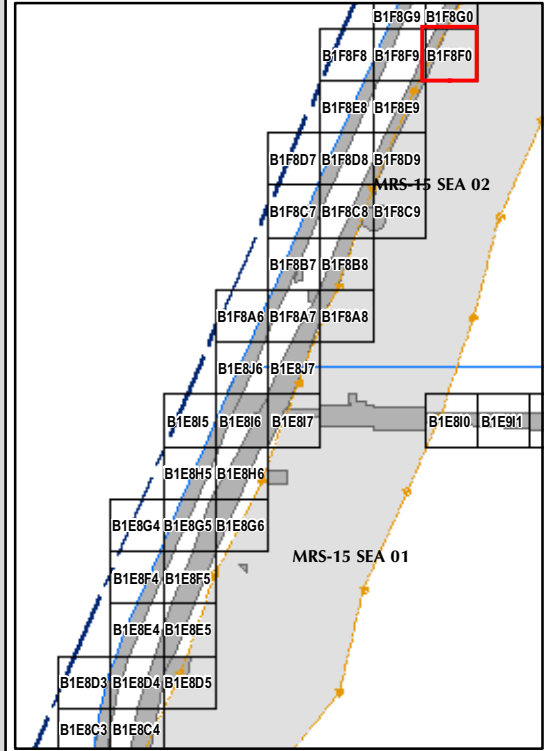 B1F8G9 B1F8G0
B1F8F8 B1F8F9 B1F8F0
B1F8E8 B1F8E9
B1F8D7 B1F8D8 B1F8D9
MRS-15 SEA 02
B1F8C7 B1F8C8 B1F8C9
B1F8B7 B1F8B8
B1F8A6 B1F8A7 B1F8A8
B1E8J6 B1E8J7
B1E8I5 B1E8I6 B1E8I7 B1E8I0 B1E9I1
B1E8H5 B1E8H6
B1E8G4 B1E8G5 B1E8G6
MRS-15 SEA 01
B1E8F4 B1E8F5
B1E8E4 B1E8E5
B1E8D3 B1E8D4 B1E8D5
B1E8C3 B1E8C4